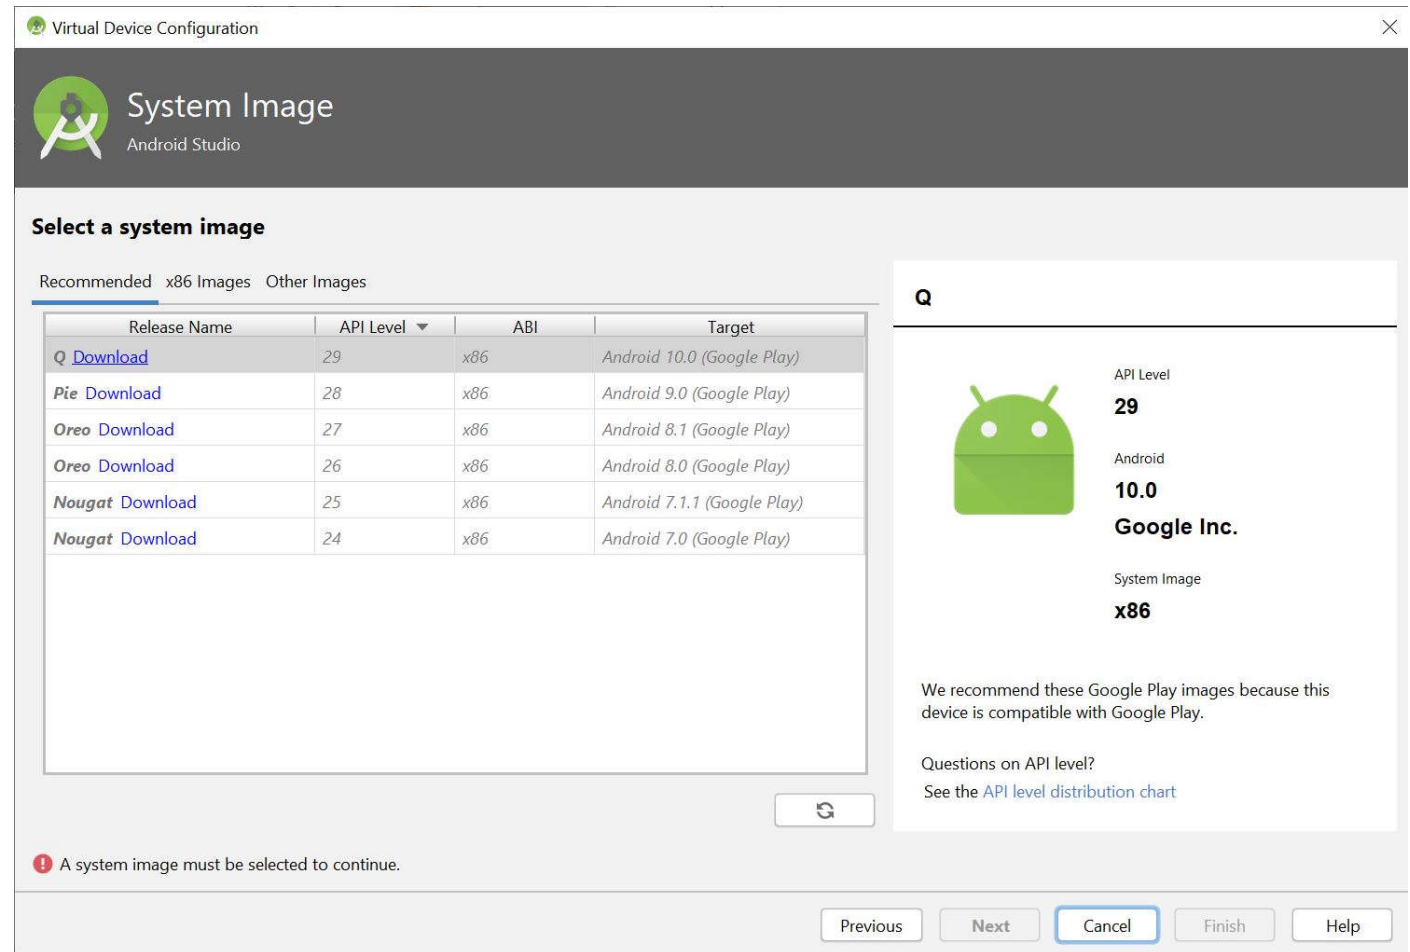 Virtual Device Configuration
System Image
Android Studio
Select a system image
Recommended x86 Images Other Images
Release Name API Level ABI Target
Q Download 29 x86 Android 10.0 (Google Play)
Pie Download 28 x86 Android 9.0 (Google Play)
Oreo Download 27 x86 Android 8.1 (Google Play)
Oreo Download 26 x86 Android 8.0 (Google Play)
Nougat Download 25 x86 Android 7.1.1 (Google Play)
Nougat Download 24 x86 Android 7.0 (Google Play)
Q
API Level
29
Android
10.0
Google Inc.
System Image
x86
We recommend these Google Play images because this
device is compatible with Google Play.
Questions on API level?
See the API level distribution chart
A system image must be selected to continue.
Previous Next Cancel Finish Help